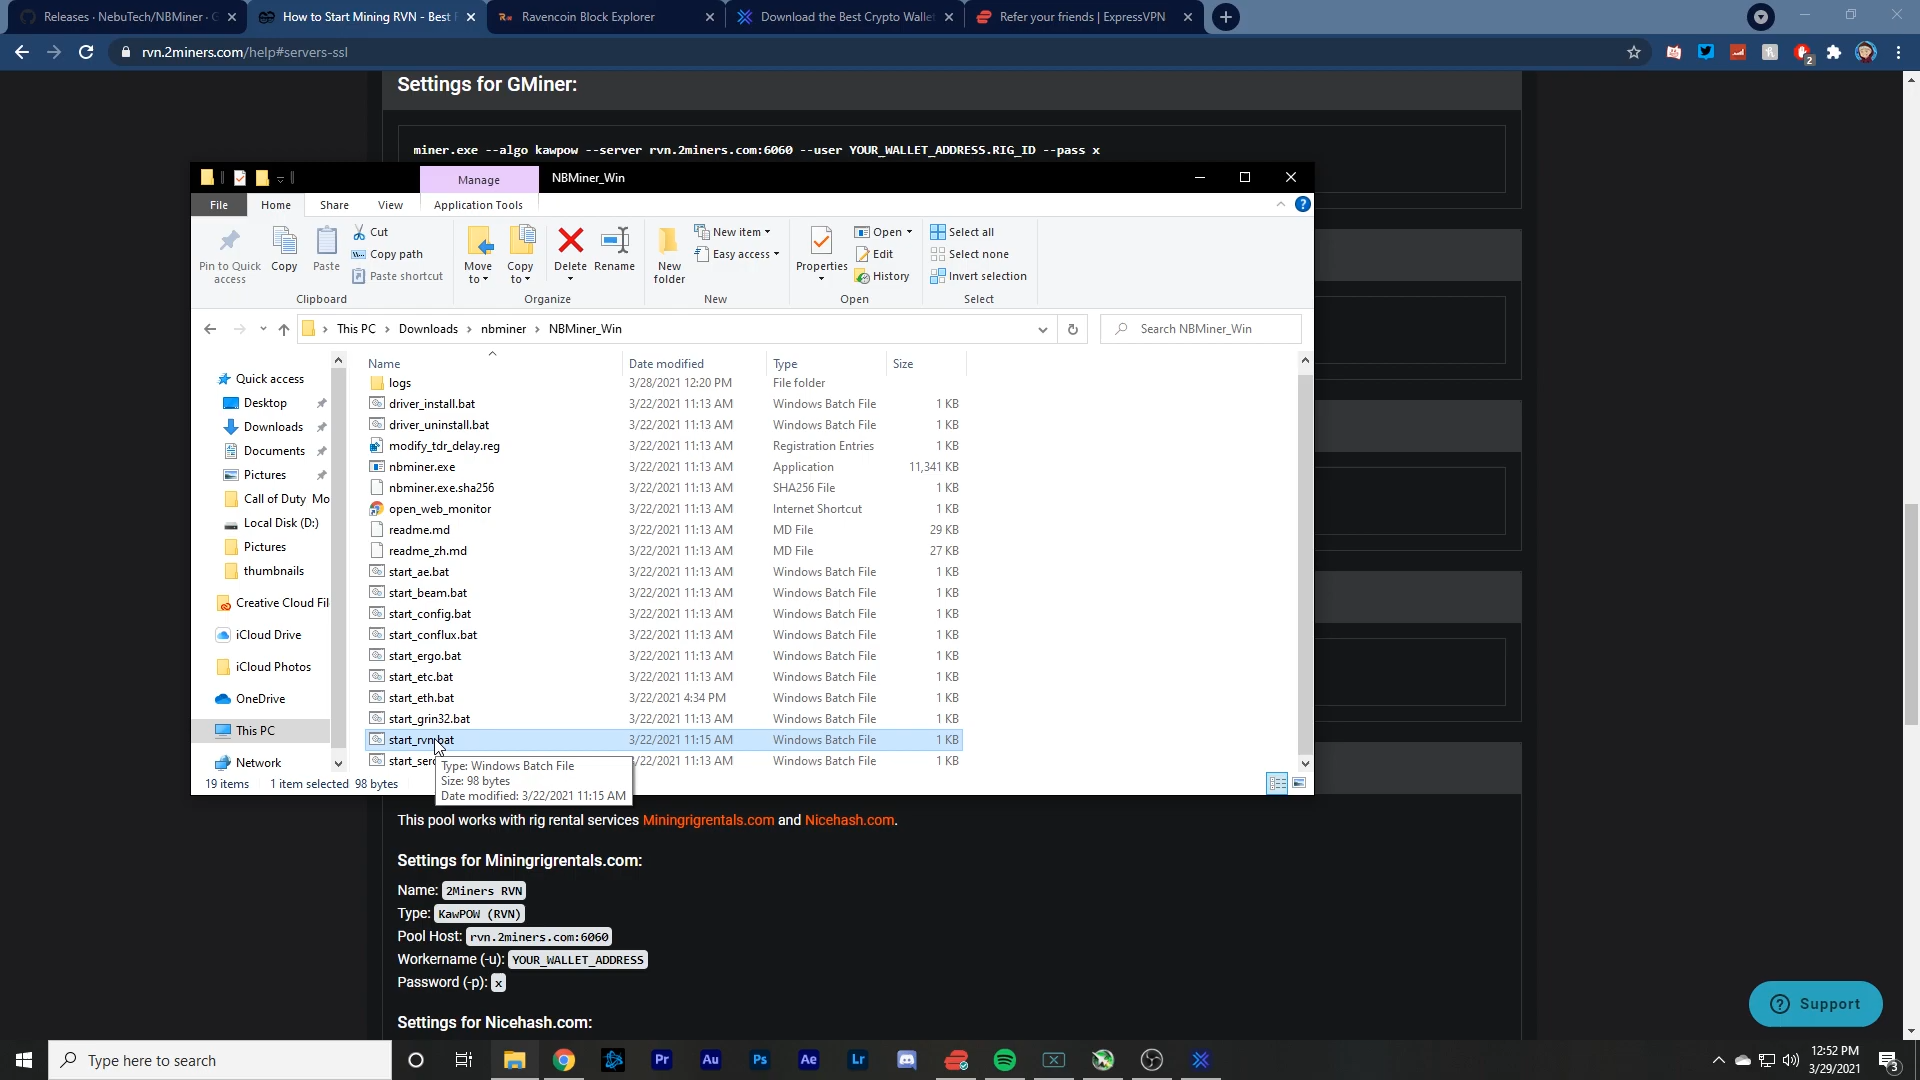 Releases · NebuTech/NBMiner · G
How to Start Mining RVN - Best P
Ravencoin Block Explorer
Download the Best Crypto Wallet
Refer your friends | ExpressVPN
rvn.2miners.com/help#servers-ssl
2
Settings for GMiner:
miner.exe --algo kawpow --server rvn.2miners.com:6060 --user YOUR_WALLET_ADDRESS.RIG_ID --pass x
Manage
NBMiner_Win
File
Home
Share
View
Application Tools
Pin to Quick access
Copy
Paste
Cut
Copy path
Paste shortcut
Clipboard
Move to
Copy to
Delete
Rename
Organize
New folder
New item
Easy access
New
Properties
Open
Edit
History
Open
Select all
Select none
Invert selection
Select
This PC > Downloads > nbminer > NBMiner_Win
Search NBMiner_Win
Quick access
Desktop
Downloads
Documents
Pictures
Call of Duty Mo
Local Disk (D:)
Pictures
thumbnails
Creative Cloud Fil
iCloud Drive
iCloud Photos
OneDrive
This PC
Network
Name Date modified Type Size
logs 3/28/2021 12:20 PM File folder
driver_install.bat 3/22/2021 11:13 AM Windows Batch File 1 KB
driver_uninstall.bat 3/22/2021 11:13 AM Windows Batch File 1 KB
modify_tdr_delay.reg 3/22/2021 11:13 AM Registration Entries 1 KB
nbminer.exe 3/22/2021 11:13 AM Application 11,341 KB
nbminer.exe.sha256 3/22/2021 11:13 AM SHA256 File 1 KB
open_web_monitor 3/22/2021 11:13 AM Internet Shortcut 1 KB
readme.md 3/22/2021 11:13 AM MD File 29 KB
readme_zh.md 3/22/2021 11:13 AM MD File 27 KB
start_ae.bat 3/22/2021 11:13 AM Windows Batch File 1 KB
start_beam.bat 3/22/2021 11:13 AM Windows Batch File 1 KB
start_config.bat 3/22/2021 11:13 AM Windows Batch File 1 KB
start_conflux.bat 3/22/2021 11:13 AM Windows Batch File 1 KB
start_ergo.bat 3/22/2021 11:13 AM Windows Batch File 1 KB
start_etc.bat 3/22/2021 11:13 AM Windows Batch File 1 KB
start_eth.bat 3/22/2021 4:34 PM Windows Batch File 1 KB
start_grin32.bat 3/22/2021 11:13 AM Windows Batch File 1 KB
start_rvn.bat 3/22/2021 11:15 AM Windows Batch File 1 KB
start_ser /22/2021 11:13 AM Windows Batch File 1 KB
Type: Windows Batch File
Size: 98 bytes
Date modified: 3/22/2021 11:15 AM
19 items 1 item selected 98 bytes
This pool works with rig rental services Miningrigrentals.com and Nicehash.com.
Settings for Miningrigrentals.com:
Name: 2Miners RVN
Type: KawPOW (RVN)
Pool Host: rvn.2miners.com:6060
Workername (-u): YOUR_WALLET_ADDRESS
Password (-p): x
Settings for Nicehash.com:
Support
Type here to search
Pr
Au
Ps
Ae
Lr
12:52 PM
3/29/2021
3